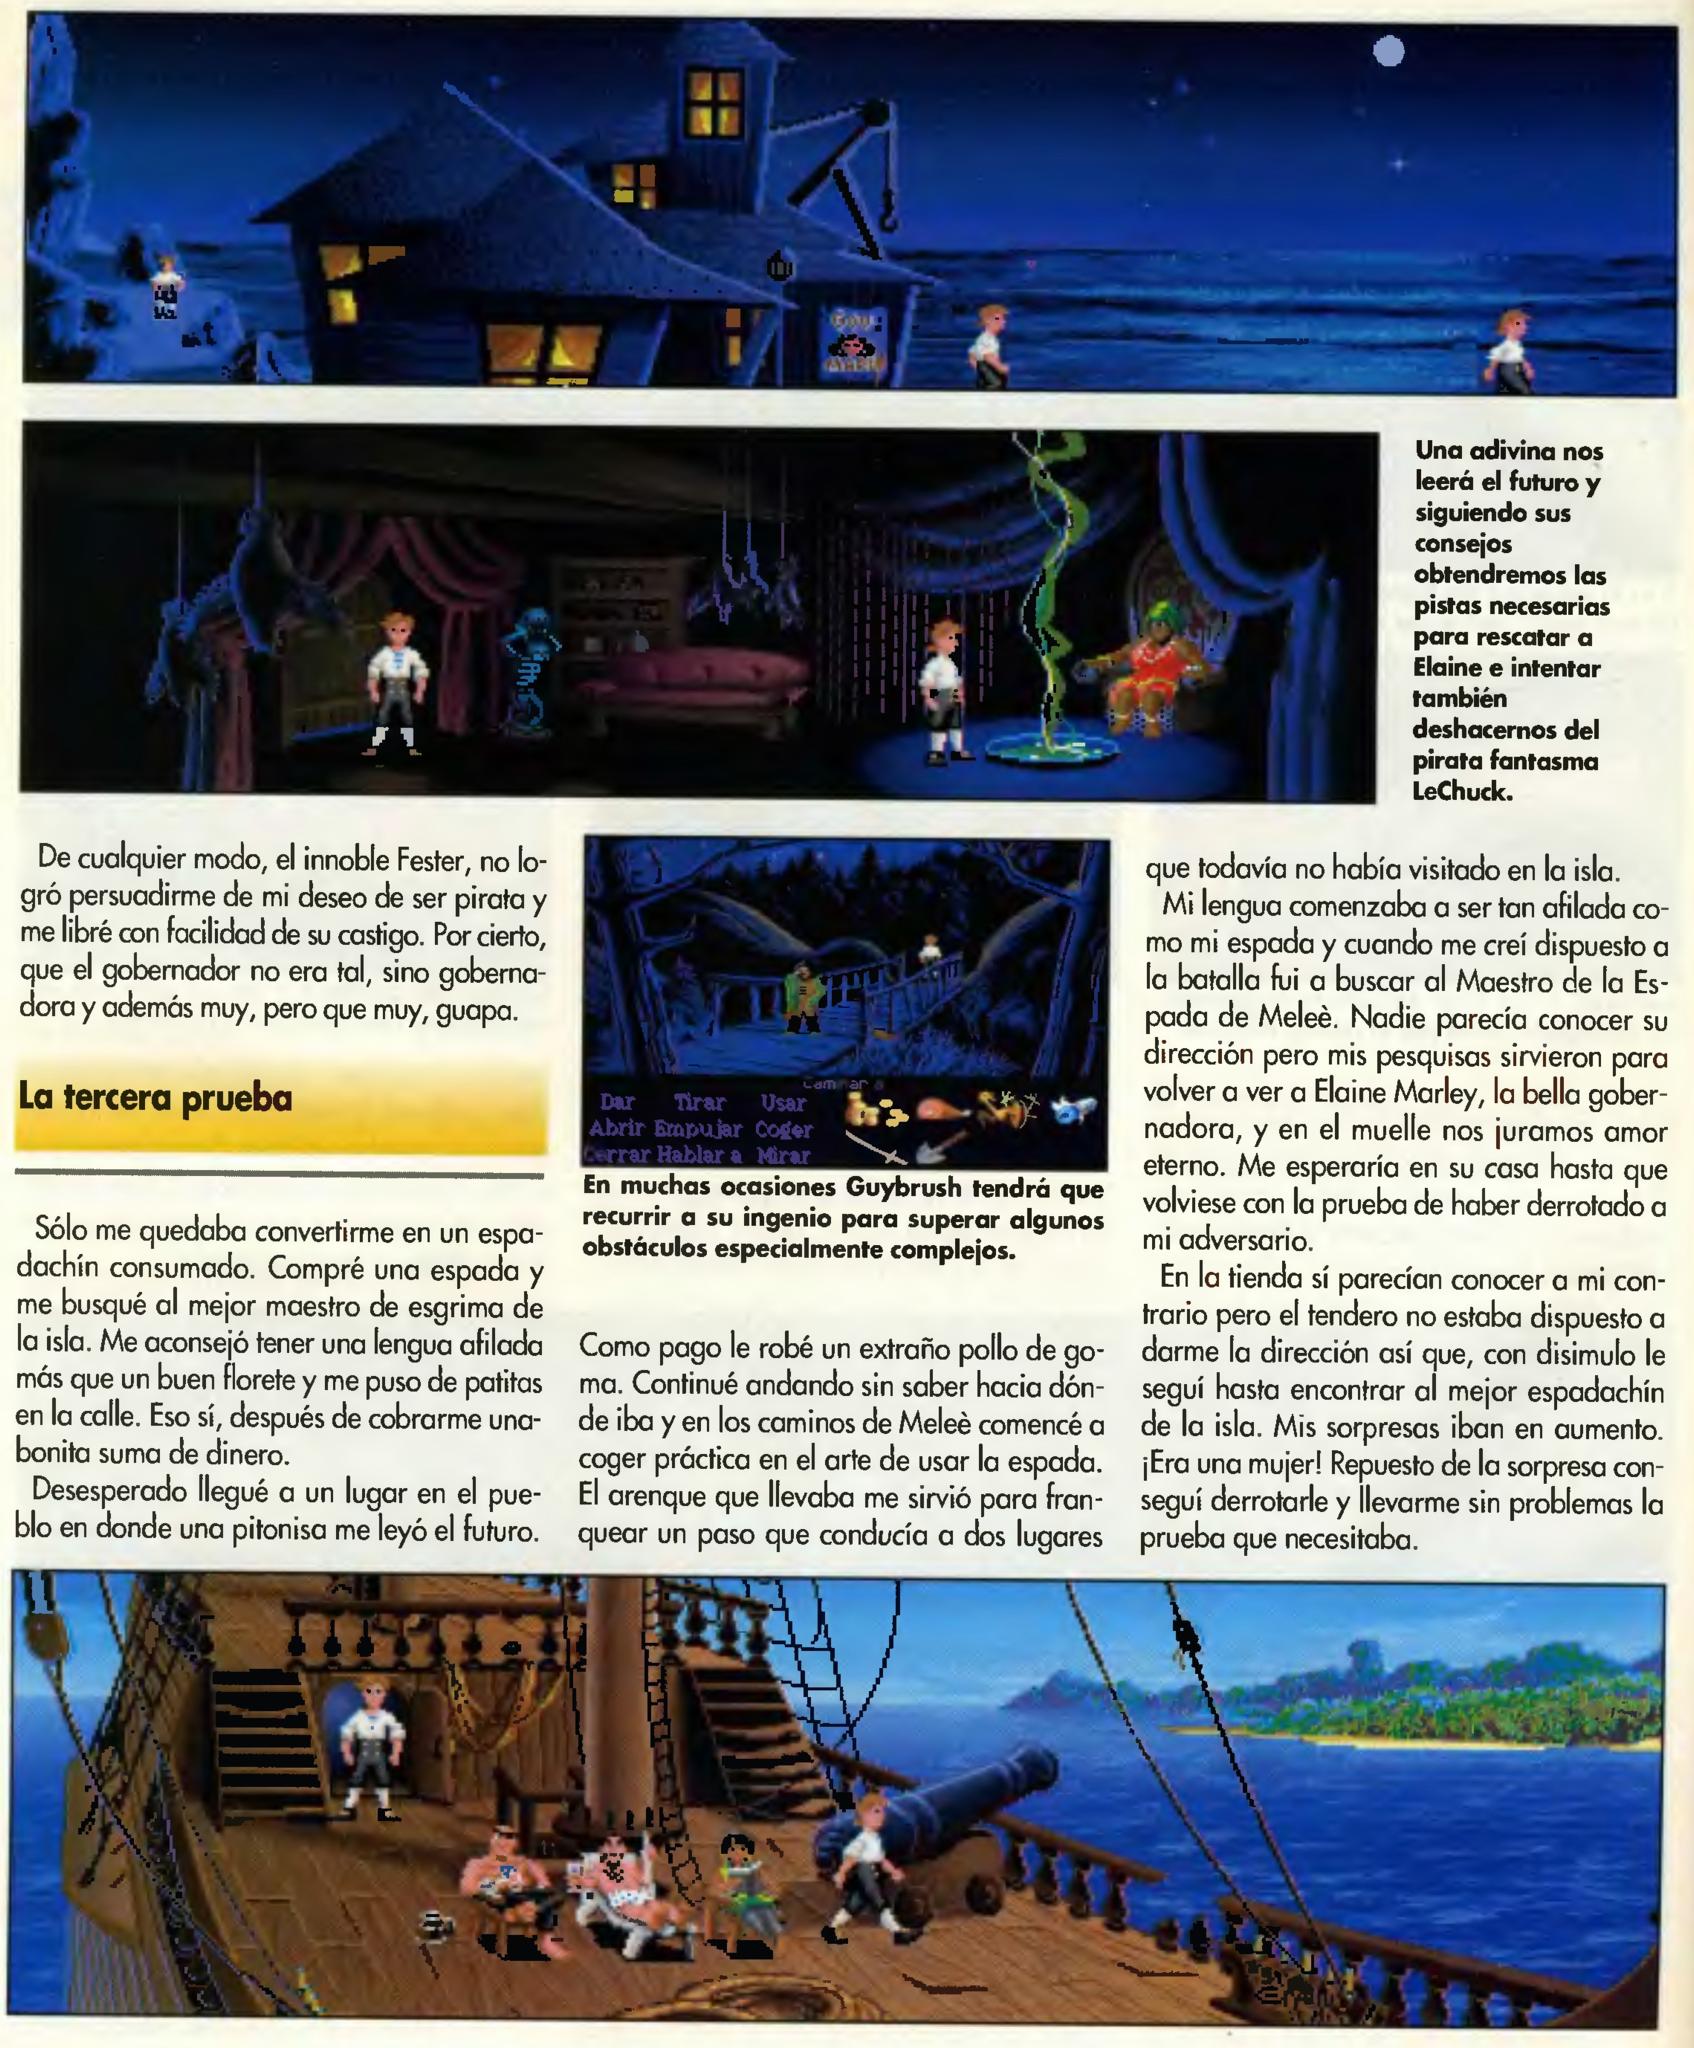 Una adivina nos
leerá el futuro y
siguiendo sus
consejos
obtendremos las
pistas necesarias
para rescatar a
Elaine e intentar
también
deshacernos del
pirata fantasma
LeChuck.
De cualquier modo, el innoble Fester, no lo-
gró persuadirme de mi deseo de ser pirata y
me libré con facilidad de su castigo. Por cierto,
que el gobernador no era tal, sino goberna-
dora y además muy, pero que muy, guapa.
La tercera prueba
Sólo me quedaba convertirme en un espa-
dachín consumado. Compré una espada y
me busqué al mejor maestro de esgrima de
la isla. Me aconsejó tener una lengua afilada
más que un buen florete y me puso de patitas
en la calle. Eso sí, después de cobrarme una-
bonita suma de dinero.
Desesperado llegué a un lugar en el pue-
blo en donde una pitonisa me leyó el futuro.
Caminar a
Dar Tirar Usar
Abrir Empujar Coger
Cerrar Hablar a Mirar
En muchas ocasiones Guybrush tendrá que
recurrir a su ingenio para superar algunos
obstáculos especialmente complejos.
Como pago le robé un extraño pollo de go-
ma. Continué andando sin saber hacia dón-
de iba y en los caminos de Meleè comencé a
coger práctica en el arte de usar la espada.
El arenque que llevaba me sirvió para fran-
quear un paso que conducía a dos lugares
que todavía no había visitado en la isla.
Mi lengua comenzaba a ser tan afilada co-
mo mi espada y cuando me creí dispuesto a
la batalla fui a buscar al Maestro de la Es-
pada de Meleè. Nadie parecía conocer su
dirección pero mis pesquisas sirvieron para
volver a ver a Elaine Marley, la bella gober-
nadora, y en el muelle nos juramos amor
eterno. Me esperaría en su casa hasta que
volviese con la prueba de haber derrotado a
mi adversario.
En la tienda sí parecían conocer a mi con-
trario pero el tendero no estaba dispuesto a
darme la dirección así que, con disimulo le
seguí hasta encontrar al mejor espadachín
de la isla. Mis sorpresas iban en aumento.
¡Era una mujer! Repuesto de la sorpresa con-
seguí derrotarle y llevarme sin problemas la
prueba que necesitaba.